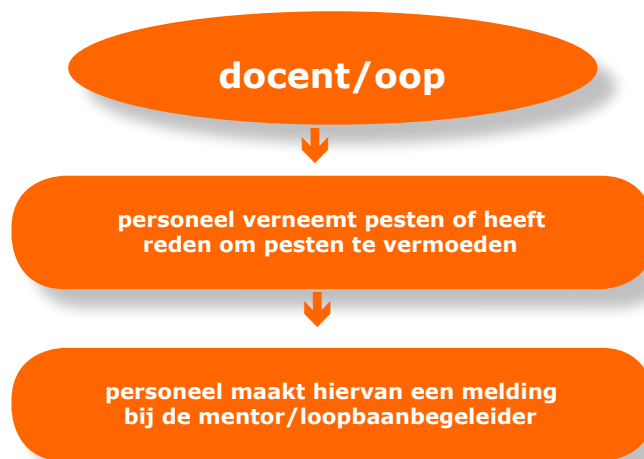 docent/oop
personeel verneemt pesten of heeft
reden om pesten te vermoeden
personeel maakt hiervan een melding
bij de mentor/loopbaanbegeleider